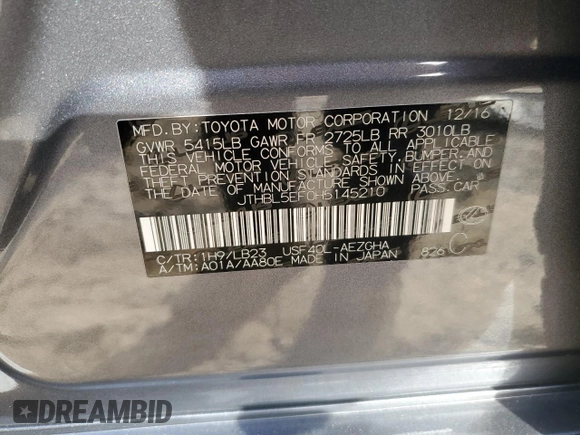 MFD. BY: TOYOTA MOTOR CORPORATION 12/16
GVWR 5415LB GAWR FR 2725LB RR 3010LB
THIS VEHICLE CONFORMS TO ALL APPLICABLE
FEDERAL MOTOR VEHICLE SAFETY, BUMPER, AND
THEFT PREVENTION STANDARDS IN EFFECT ON
THE DATE OF MANUFACTURE SHOWN ABOVE.
PASS. CAR
C/TR: 1H9/LB23 USF40L-AEZGHA
A/TM: A01A/AA80E MADE IN JAPAN 826 C
DREAMBID